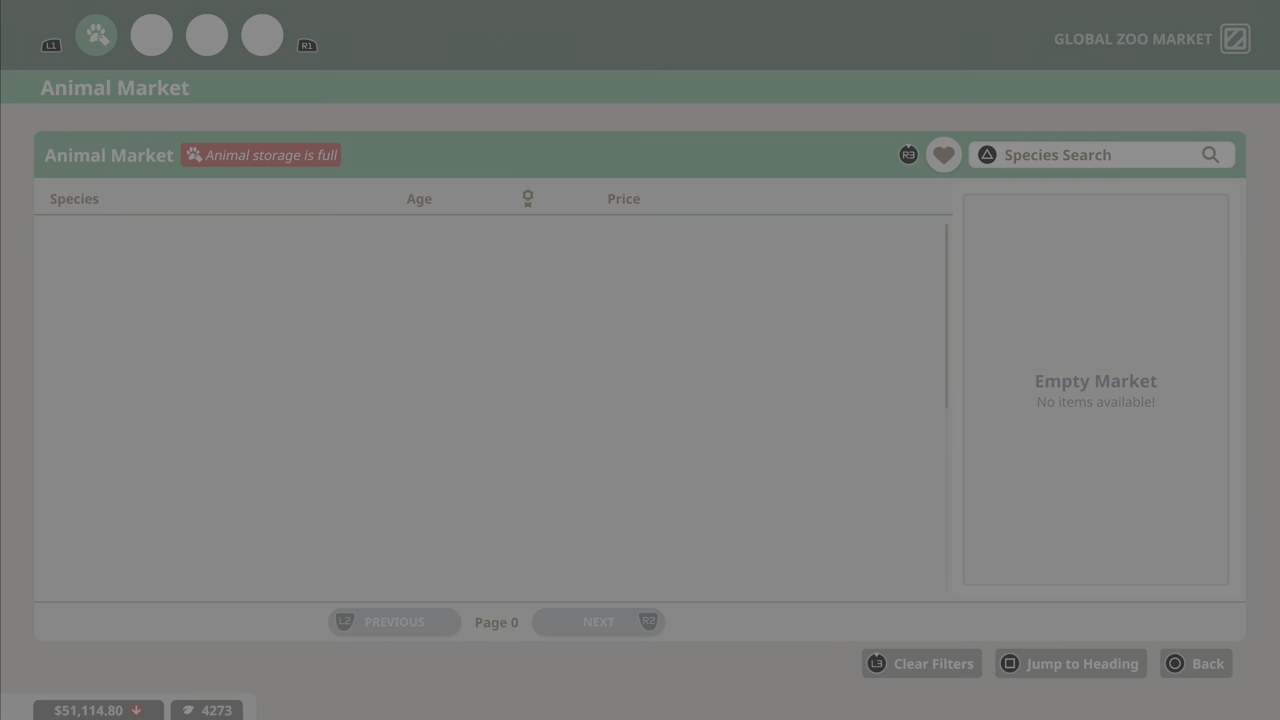 L1
R1
GLOBAL ZOO MARKET
Animal Market
Animal Market
Animal storage is full
R3
Species Search
Species
Age
Price
Empty Market
No items available!
L2
PREVIOUS
Page 0
NEXT
R2
L3
Clear Filters
Jump to Heading
Back
$51,114.80
4273